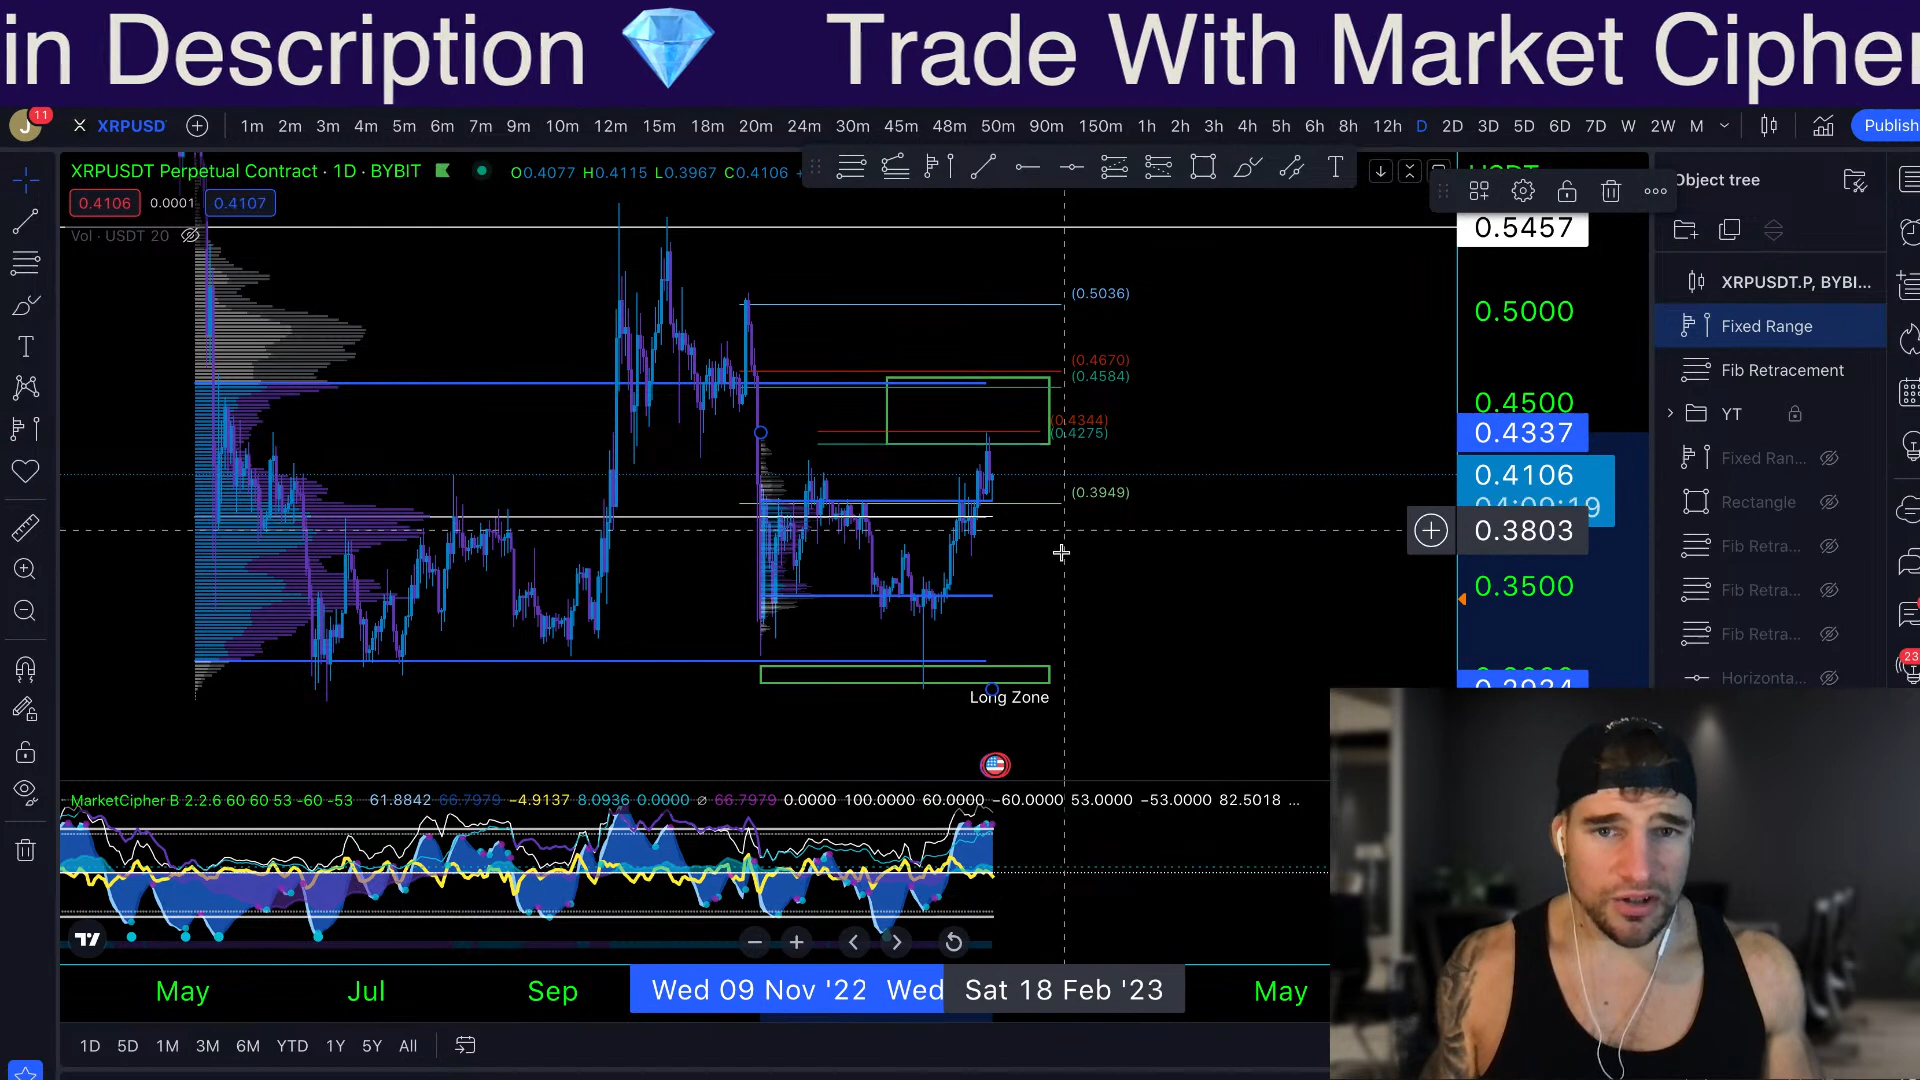 in Description 💎 Trade With Market Cipher
J 11 XRPUSD 1m 2m 3m 4m 5m 6m 7m 9m 10m 12m 15m 18m 20m 24m 30m 45m 48m 50m 90m 150m 1h 2h 3h 4h 5h 6h 8h 12h D 2D 3D 5D 6D 7D W 2W M Publish
XRPUSDT Perpetual Contract · 1D · BYBIT O0.4077 H0.4115 L0.3967 C0.4106
0.4106 0.0001 0.4107
Vol · USDT 20
Object tree
XRPUSDT.P, BYBI...
Fixed Range
Fib Retracement
YT
Fixed Ran...
Rectangle
Fib Retra...
Fib Retra...
Fib Retra...
Horizonta...
23
0.5457
0.5000
0.4500
0.4337
0.4106
04:09:19
0.3803
0.3500
(0.5036)
(0.4670)
(0.4584)
(0.4344)
(0.4275)
(0.3949)
Long Zone
MarketCipher B 2.2.6 60 60 53 -60 -53 61.8842 66.7979 −4.9137 8.0936 0.0000 ∅ 66.7979 0.0000 100.0000 60.0000 −60.0000 53.0000 −53.0000 82.5018 ...
May Jul Sep Wed 09 Nov '22 Wed Sat 18 Feb '23 May
1D 5D 1M 3M 6M YTD 1Y 5Y All